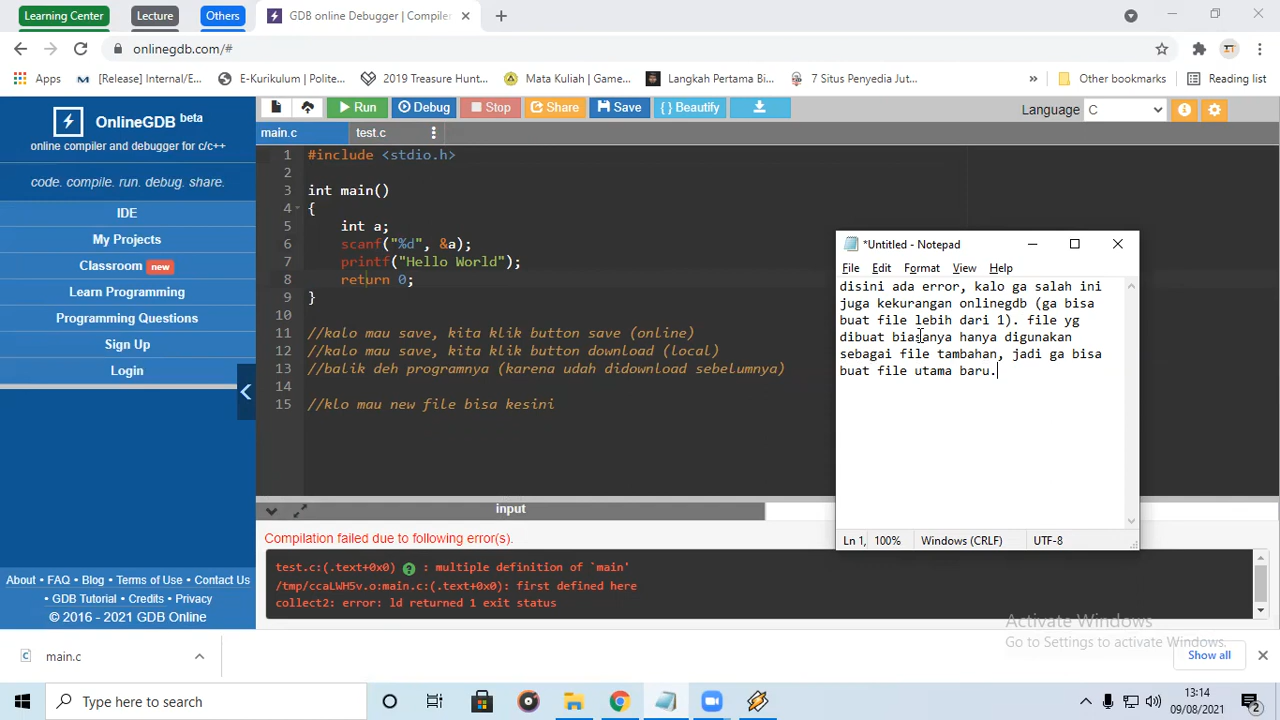 Learning Center
Lecture
Others
GDB online Debugger | Compiler
onlinegdb.com/#
Apps
[Release] Internal/E...
E-Kurikulum | Polite...
2019 Treasure Hunt...
Mata Kuliah | Game...
Langkah Pertama Bi...
7 Situs Penyedia Jut...
»
Other bookmarks
Reading list
OnlineGDB beta
online compiler and debugger for c/c++
code. compile. run. debug. share.
IDE
My Projects
Classroom new
Learn Programming
Programming Questions
Sign Up
Login
About • FAQ • Blog • Terms of Use • Contact Us
• GDB Tutorial • Credits • Privacy
© 2016 - 2021 GDB Online
Run
Debug
Stop
Share
Save
{ } Beautify
Language C
main.c
test.c
1 #include <stdio.h>
2
3 int main()
4 {
5 int a;
6 scanf("%d", &a);
7 printf("Hello World");
8 return 0;
9 }
10
11 //kalo mau save, kita klik button save (online)
12 //kalo mau save, kita klik button download (local)
13 //balik deh programnya (karena udah didownload sebelumnya)
14
15 //klo mau new file bisa kesini
*Untitled - Notepad
File Edit Format View Help
disini ada error, kalo ga salah ini
juga kekurangan onlinegdb (ga bisa
buat file lebih dari 1). file yg
dibuat biasanya hanya digunakan
sebagai file tambahan, jadi ga bisa
buat file utama baru.
Ln 1, 100% Windows (CRLF) UTF-8
input
Compilation failed due to following error(s).
test.c:(.text+0x0) ? : multiple definition of `main'
/tmp/ccaLWH5v.o:main.c:(.text+0x0): first defined here
collect2: error: ld returned 1 exit status
Activate Windows
Go to Settings to activate Windows.
main.c
Show all
Type here to search
13:14
09/08/2021
2